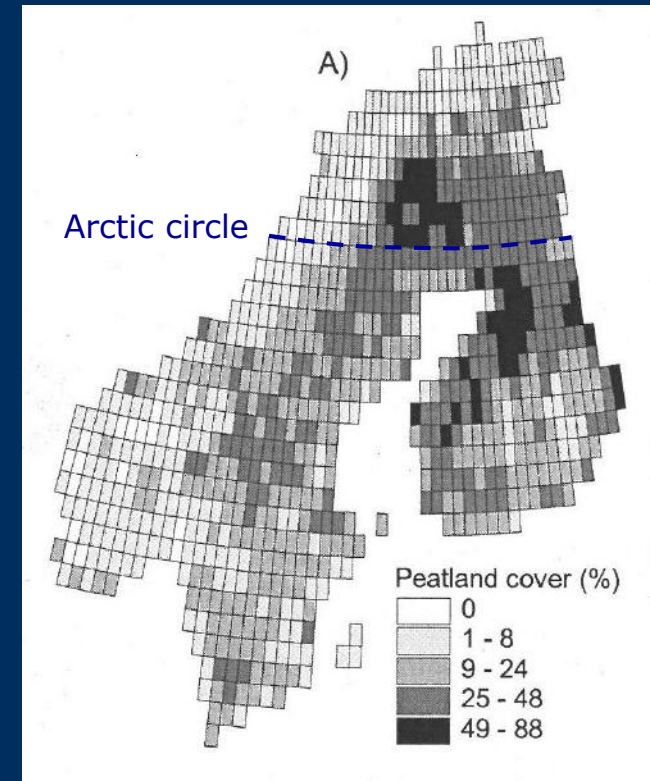 A)
Arctic circle
Peatland cover (%)
0
1 - 8
9 - 24
25 - 48
49 - 88